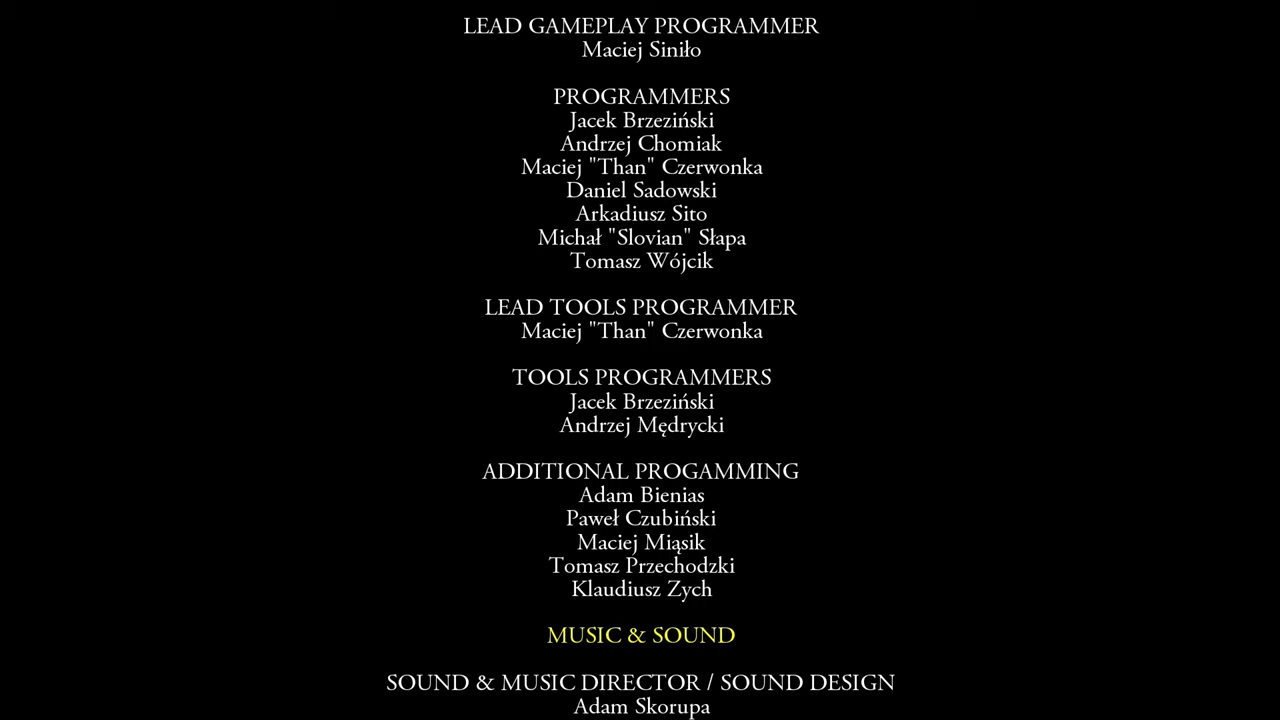 LEAD GAMEPLAY PROGRAMMER
Maciej Siniło
PROGRAMMERS
Jacek Brzeziński
Andrzej Chomiak
Maciej "Than" Czerwonka
Daniel Sadowski
Arkadiusz Sito
Michał "Slovian" Słapa
Tomasz Wójcik
LEAD TOOLS PROGRAMMER
Maciej "Than" Czerwonka
TOOLS PROGRAMMERS
Jacek Brzeziński
Andrzej Mędrycki
ADDITIONAL PROGAMMING
Adam Bienias
Paweł Czubiński
Maciej Miąsik
Tomasz Przechodzki
Klaudiusz Zych
MUSIC & SOUND
SOUND & MUSIC DIRECTOR / SOUND DESIGN
Adam Skorupa